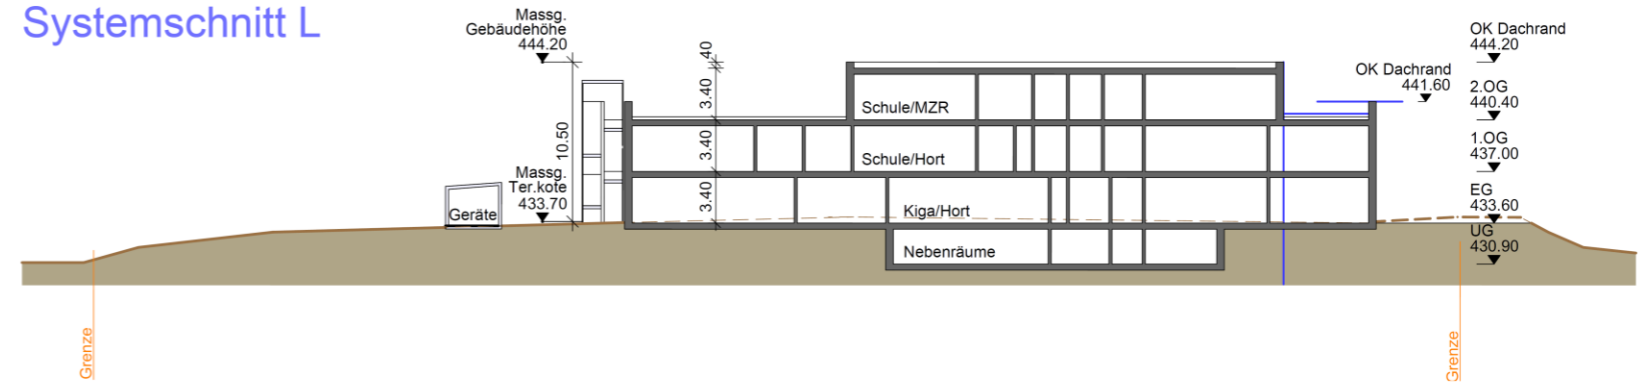 Systemschnitt L
Massg.
Gebäudehöhe
444.20
10.50
Massg.
Ter.kote
433.70
Geräte
40
3.40
3.40
3.40
Schule/MZR
Schule/Hort
Kiga/Hort
Nebenräume
OK Dachrand
441.60
OK Dachrand
444.20
2.OG
440.40
1.OG
437.00
EG
433.60
UG
430.90
Grenze
Grenze